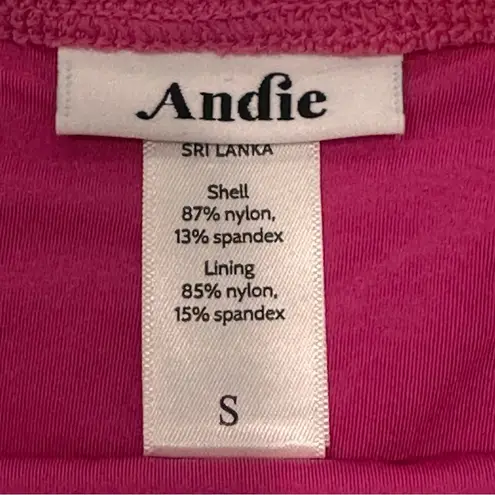 Andie
SRI LANKA
Shell
87% nylon,
13% spandex
Lining
85% nylon,
15% spandex
S